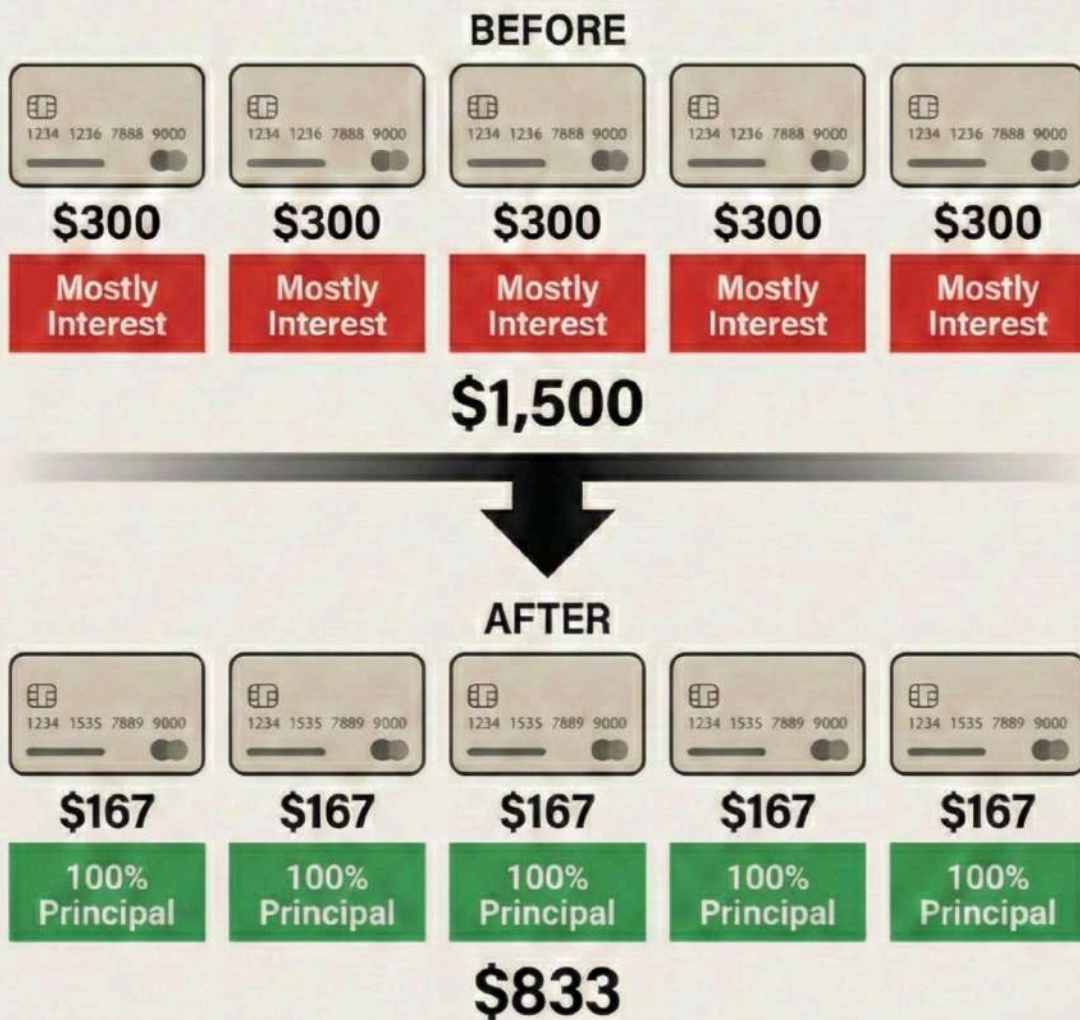 BEFORE
1234 1236 7888 9000 1234 1236 7888 9000 1234 1236 7888 9000 1234 1236 7888 9000 1234 1236 7888 9000
$300 $300 $300 $300 $300
Mostly Mostly Mostly Mostly Mostly
Interest Interest Interest Interest Interest
$1,500
AFTER
1234 1535 7889 9000 1234 1535 7889 9000 1234 1535 7889 9000 1234 1535 7889 9000 1234 1535 7889 9000
$167 $167 $167 $167 $167
100% 100% 100% 100% 100%
Principal Principal Principal Principal Principal
$833